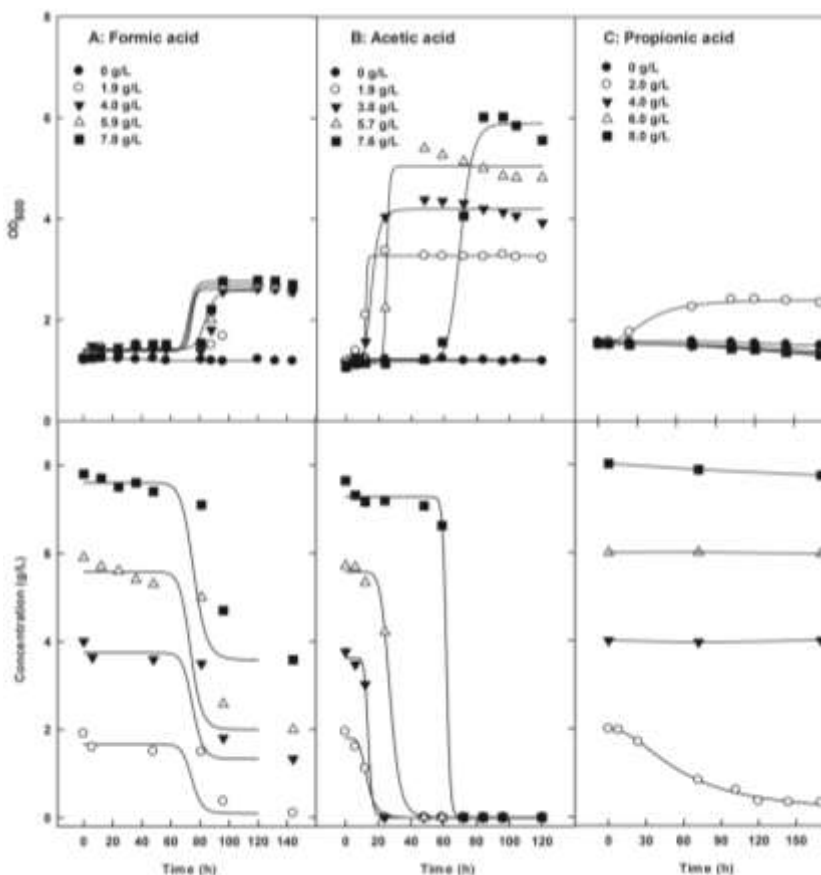 A: Formic acid
0 g/L
1.9 g/L
4.0 g/L
5.9 g/L
7.8 g/L
B: Acetic acid
0 g/L
1.9 g/L
3.8 g/L
5.7 g/L
7.6 g/L
C: Propionic acid
0 g/L
2.0 g/L
4.0 g/L
6.0 g/L
8.0 g/L
OD600
8
6
4
2
0
Concentration (g/L)
8
6
4
2
0
0 20 40 60 80 100 120 140
0 20 40 60 80 100 120
0 30 60 90 120 150
Time (h)
Time (h)
Time (h)